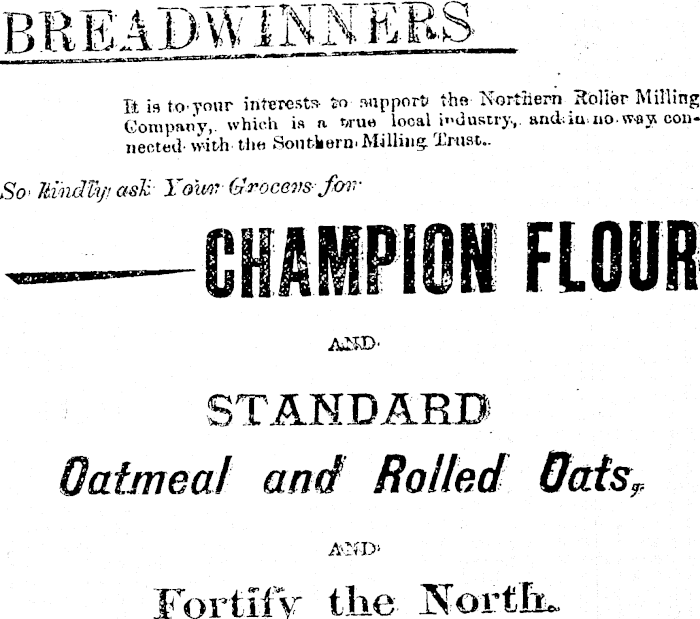 BREADWINNERS
It is to your interests to support the Northern Roller Milling
Company, which is a true local industry, and in no way con-
nected with the Southern Milling Trust.
So kindly ask Your Grocers for
CHAMPION FLOUR
AND
STANDARD
Oatmeal and Rolled Oats,
AND
Fortify the North.